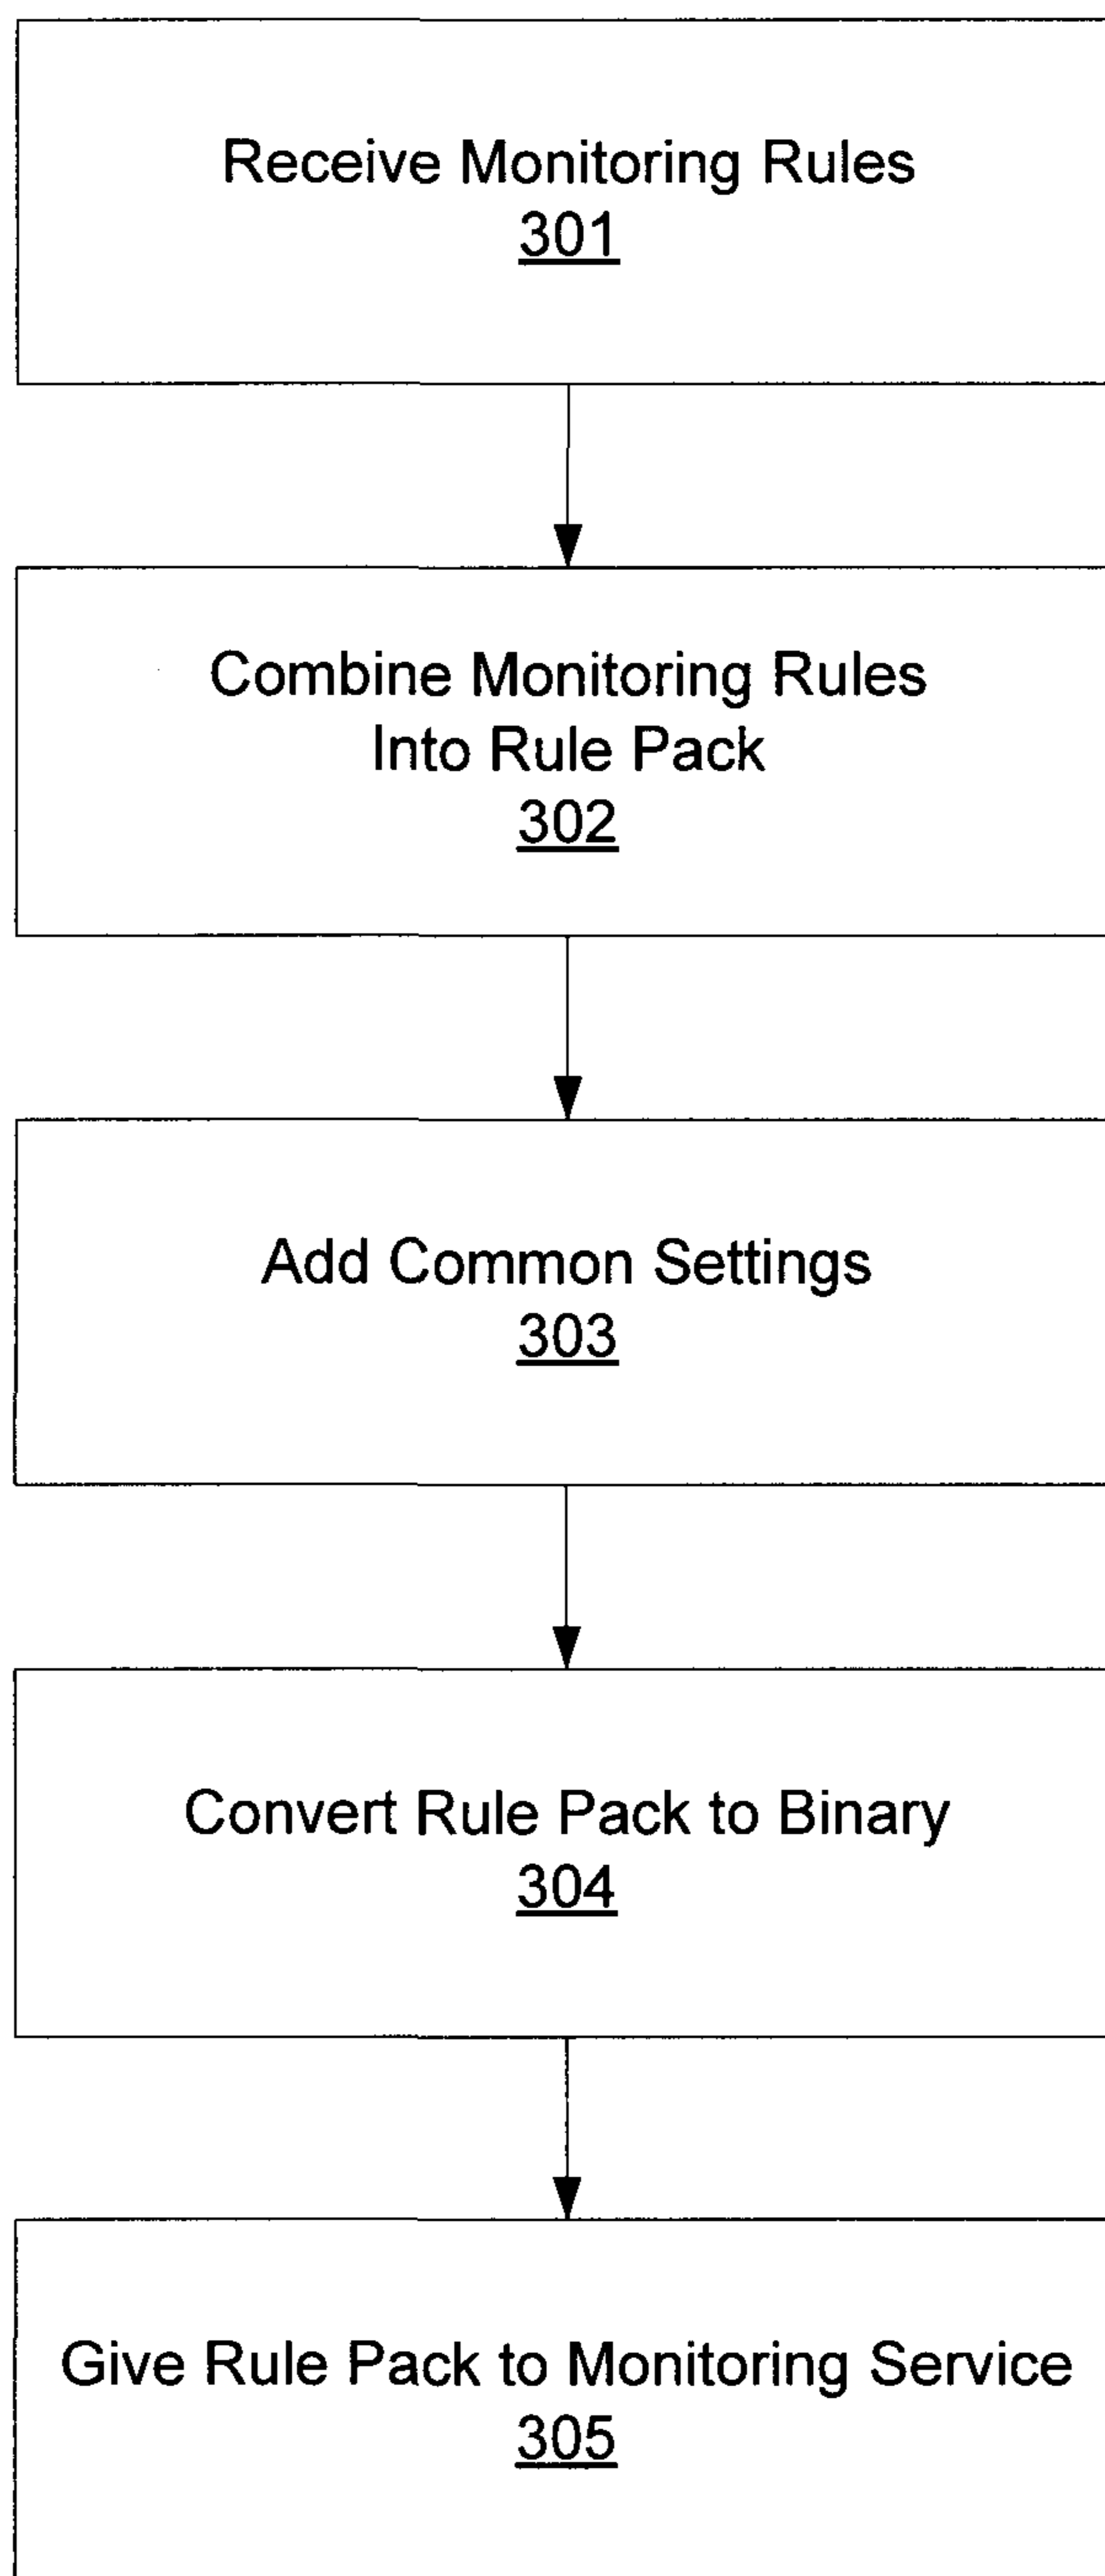 Receive Monitoring Rules
301
Combine Monitoring Rules
Into Rule Pack
302
Add Common Settings
303
Convert Rule Pack to Binary
304
Give Rule Pack to Monitoring Service
305